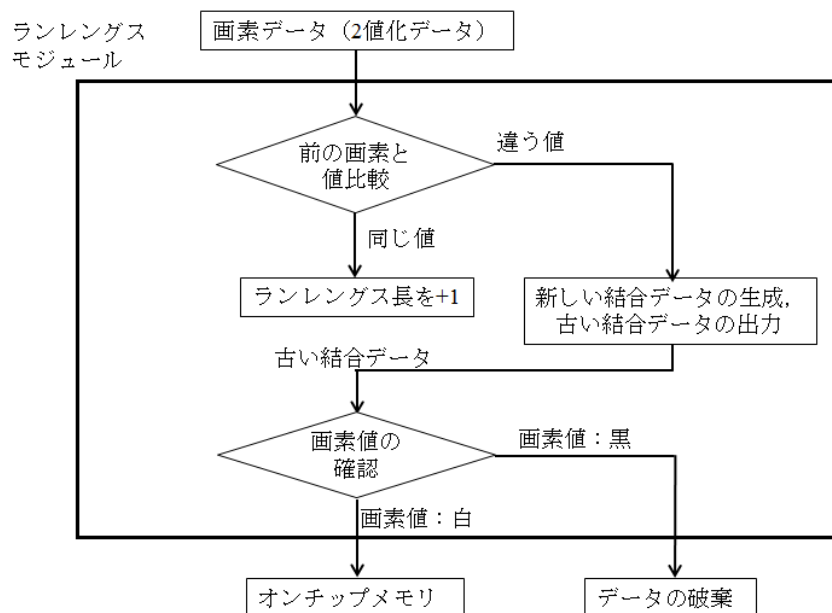 ランレングス
モジュール
画素データ（2値化データ）
前の画素と
値比較
違う値
同じ値
ランレングス長を+1
新しい結合データの生成,
古い結合データの出力
古い結合データ
画素値の
確認
画素値：黒
画素値：白
オンチップメモリ
データの破棄